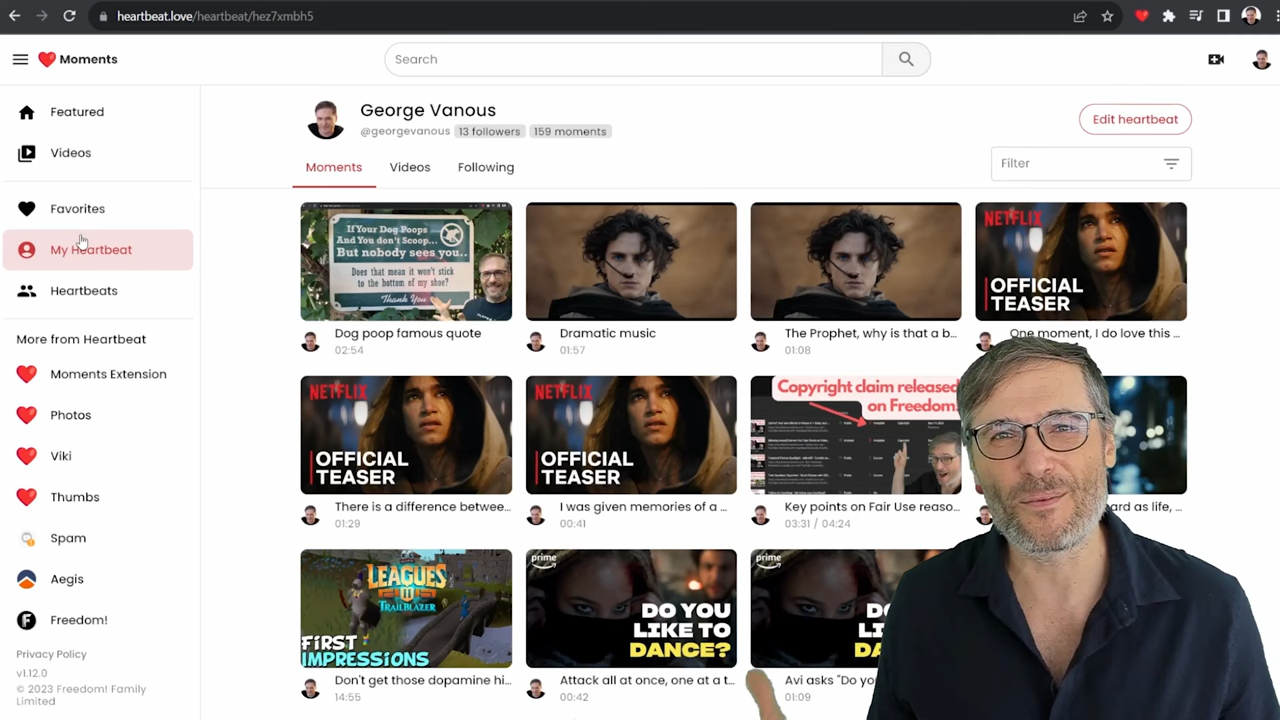 heartbeat.love/heartbeat/hez7xmbh5
Moments
Search
Featured
Videos
Favorites
My Heartbeat
Heartbeats
More from Heartbeat
Moments Extension
Photos
Viki
Thumbs
Spam
Aegis
Freedom!
Privacy Policy
v1.12.0
© 2023 Freedom! Family
Limited
George Vanous
@georgevanous 13 followers 159 moments
Edit heartbeat
Moments Videos Following
Filter
If Your Dog Poops
And You don't Scoop...
But nobody sees you..
Does that mean it won't stick
to the bottom of my shoe?
Thank You
Dog poop famous quote
02:54
Dramatic music
01:57
The Prophet, why is that a b...
01:08
NETFLIX
OFFICIAL
TEASER
One moment, I do love this ...
NETFLIX
OFFICIAL
TEASER
There is a difference betwee...
01:29
NETFLIX
OFFICIAL
TEASER
I was given memories of a ...
00:41
Copyright claim released
on Freedom!
Key points on Fair Use reaso...
03:31 / 04:24
ard as life, ...
LEAGUES
II
TRAILBLAZER
FIRST
IMPRESSIONS
Don't get those dopamine hi...
14:55
prime
DO YOU
LIKE TO
DANCE?
Attack all at once, one at a t...
00:42
prime
DO
LI
DA
Avi asks "Do you
01:09